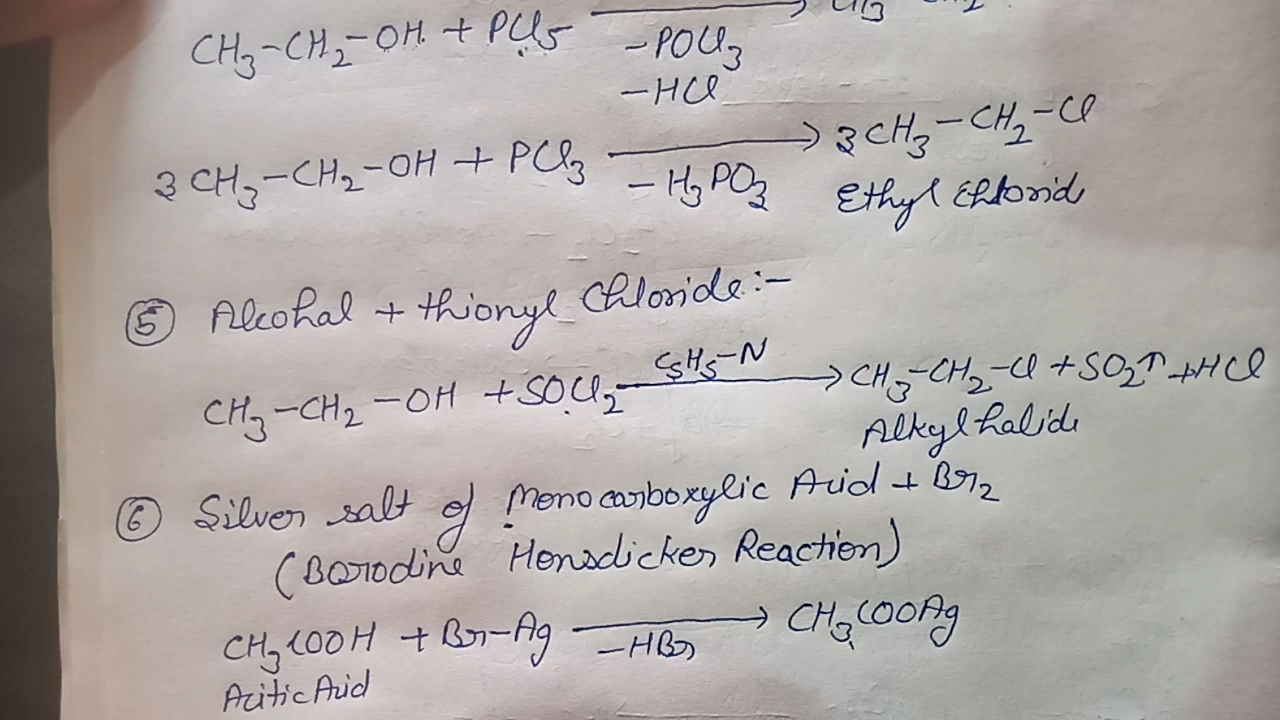 CH₃-CH₂-OH + PCl₅ ⟶
-POCl₃
-HCl
3CH₃-CH₂-OH + PCl₃ ⟶ 3CH₃-CH₂-Cl
-H₃PO₃ Ethyl Chlorid
⑤ Alcohal + thionyl Chloride:-
C₅H₅-N
CH₃-CH₂-OH + SOCl₂ ⟶ CH₃-CH₂-Cl + SO₂↑ + HCl
Alkyl halide
⑥ Silver salt of Monocarboxylic Acid + Br₂
(Borodine Honsdicker Reaction)
CH₃COOH + Br-Ag ⟶ CH₃COOAg
-HBr
Acitic Acid